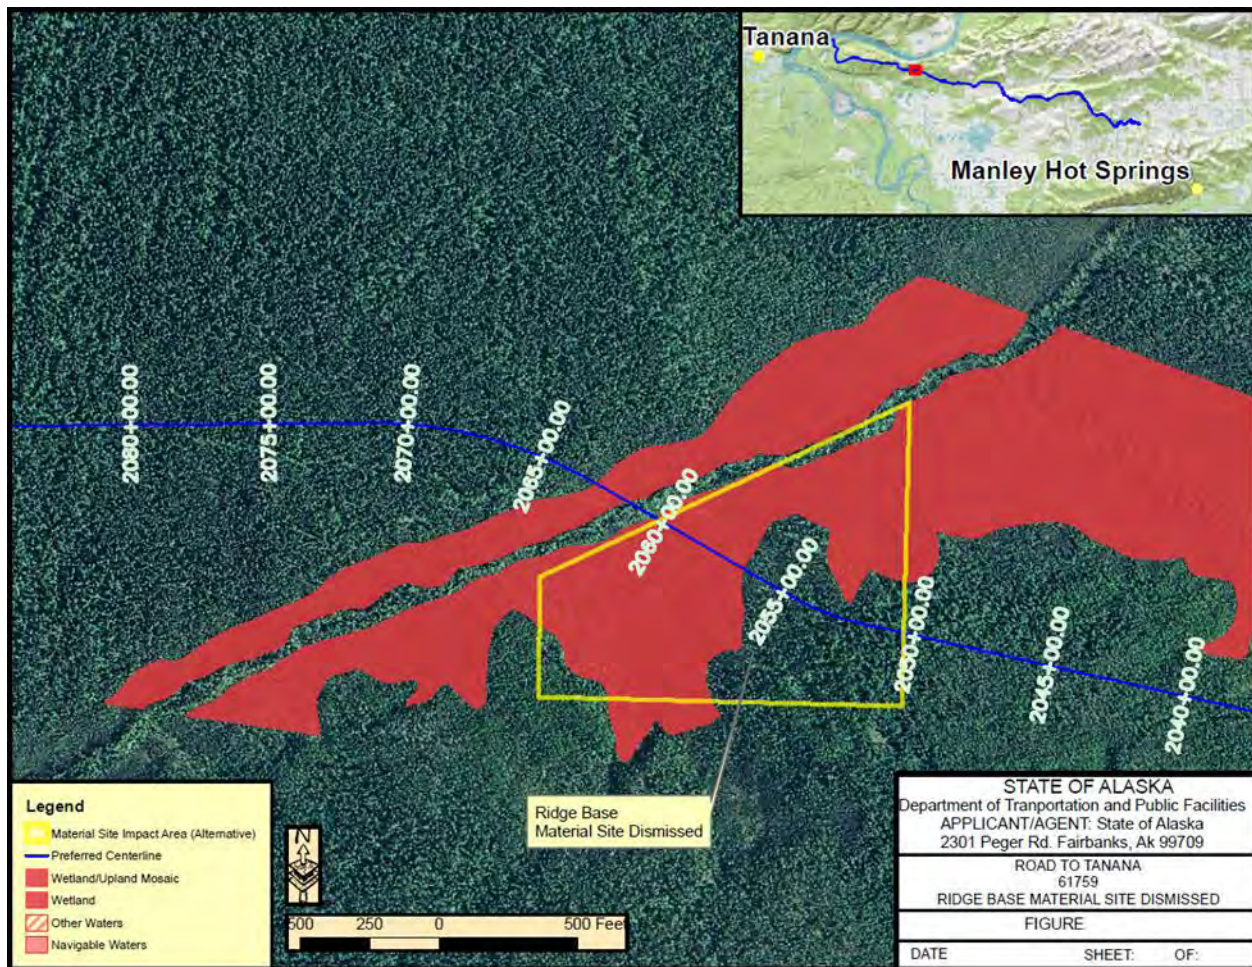 Tanana
Manley Hot Springs
2080+00.00
2075+00.00
2070+00.00
2065+00.00
2060+00.00
2055+00.00
2050+00.00
2045+00.00
2040+00.00
Ridge Base
Material Site Dismissed
Legend
Material Site Impact Area (Alternative)
Preferred Centerline
Wetland/Upland Mosaic
Wetland
Other Waters
Navigable Waters
N
500 250 0 500 Feet
STATE OF ALASKA
Department of Tranportation and Public Facilities
APPLICANT/AGENT: State of Alaska
2301 Peger Rd. Fairbanks, Ak 99709
ROAD TO TANANA
61759
RIDGE BASE MATERIAL SITE DISMISSED
FIGURE
DATE SHEET: OF: